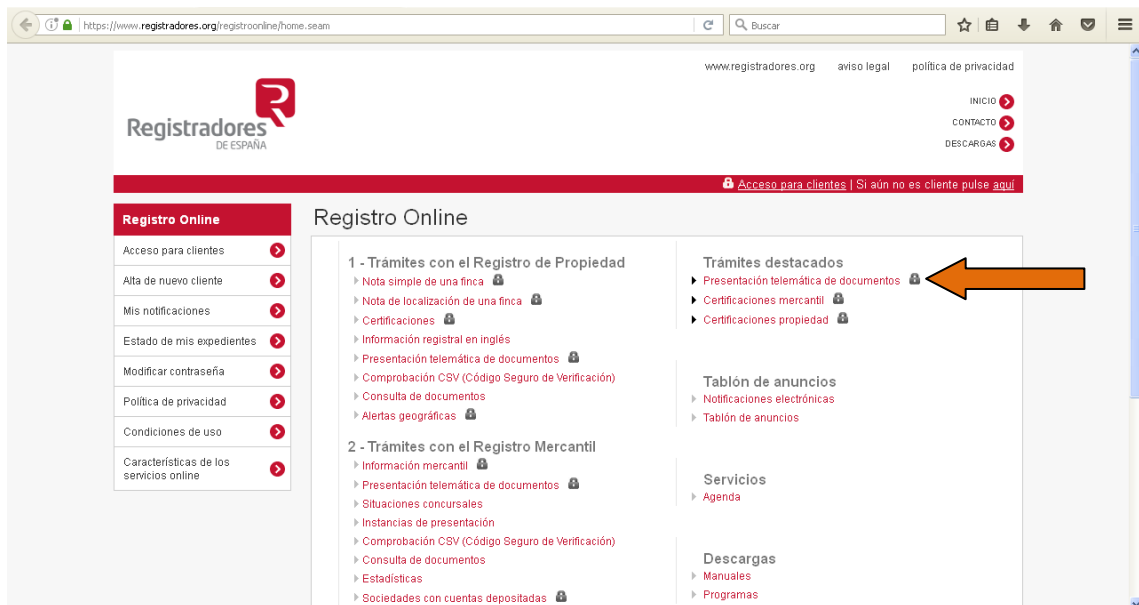 https://www.registradores.org/registroonline/home.seam
Buscar
www.registradores.org aviso legal política de privacidad
INICIO
CONTACTO
DESCARGAS
Registradores
DE ESPAÑA
Acceso para clientes | Si aún no es cliente pulse aquí
Registro Online
Acceso para clientes
Alta de nuevo cliente
Mis notificaciones
Estado de mis expedientes
Modificar contraseña
Política de privacidad
Condiciones de uso
Características de los
servicios online
Registro Online
1 - Trámites con el Registro de Propiedad
Nota simple de una finca
Nota de localización de una finca
Certificaciones
Información registral en inglés
Presentación telemática de documentos
Comprobación CSV (Código Seguro de Verificación)
Consulta de documentos
Alertas geográficas
2 - Trámites con el Registro Mercantil
Información mercantil
Presentación telemática de documentos
Situaciones concursales
Instancias de presentación
Comprobación CSV (Código Seguro de Verificación)
Consulta de documentos
Estadísticas
Sociedades con cuentas depositadas
Trámites destacados
Presentación telemática de documentos
Certificaciones mercantil
Certificaciones propiedad
Tablón de anuncios
Notificaciones electrónicas
Tablón de anuncios
Servicios
Agenda
Descargas
Manuales
Programas